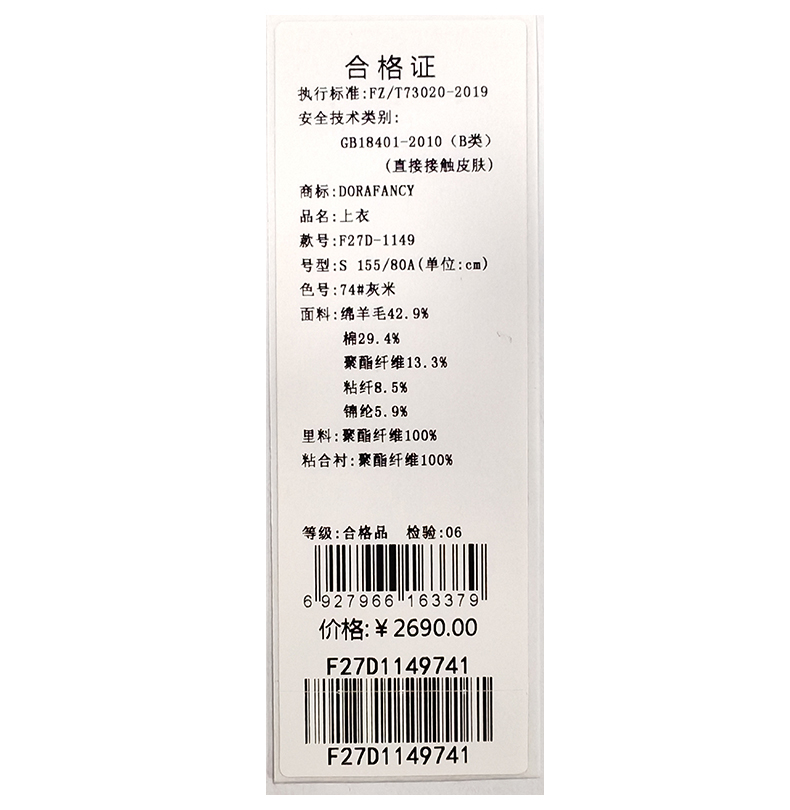 合格证
执行标准:FZ/T73020-2019
安全技术类别:
GB18401-2010（B类）
(直接接触皮肤)
商标:DORAFANCY
品名:上衣
款号:F27D-1149
号型:S 155/80A(单位:cm)
色号:74#灰米
面料:绵羊毛42.9%
棉29.4%
聚酯纤维13.3%
粘纤8.5%
锦纶5.9%
里料:聚酯纤维100%
粘合衬:聚酯纤维100%
等级:合格品 检验:06
6 927966 163379
价格:￥2690.00
F27D1149741
F27D1149741